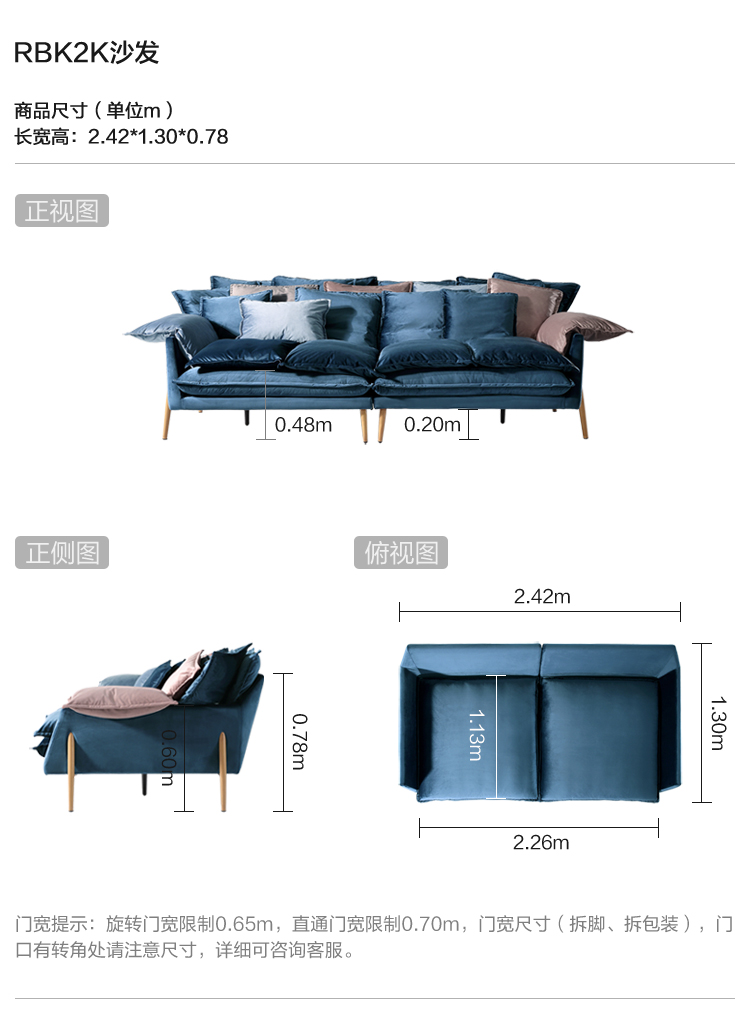 RBK2K沙发
商品尺寸（单位m）
长宽高：2.42*1.30*0.78
正视图
0.48m
0.20m
正侧图
俯视图
2.42m
0.60m
0.78m
1.13m
1.30m
2.26m
门宽提示：旋转门宽限制0.65m，直通门宽限制0.70m，门宽尺寸（拆脚、拆包装），门
口有转角处请注意尺寸，详细可咨询客服。